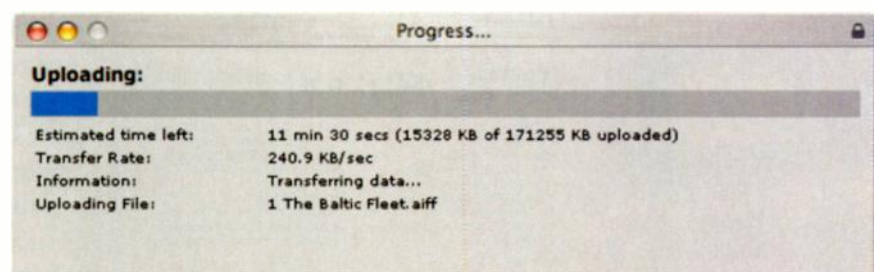 Progress...
Uploading:
Estimated time left: 11 min 30 secs (15328 KB of 171255 KB uploaded)
Transfer Rate: 240.9 KB/sec
Information: Transferring data...
Uploading File: 1 The Baltic Fleet.aiff